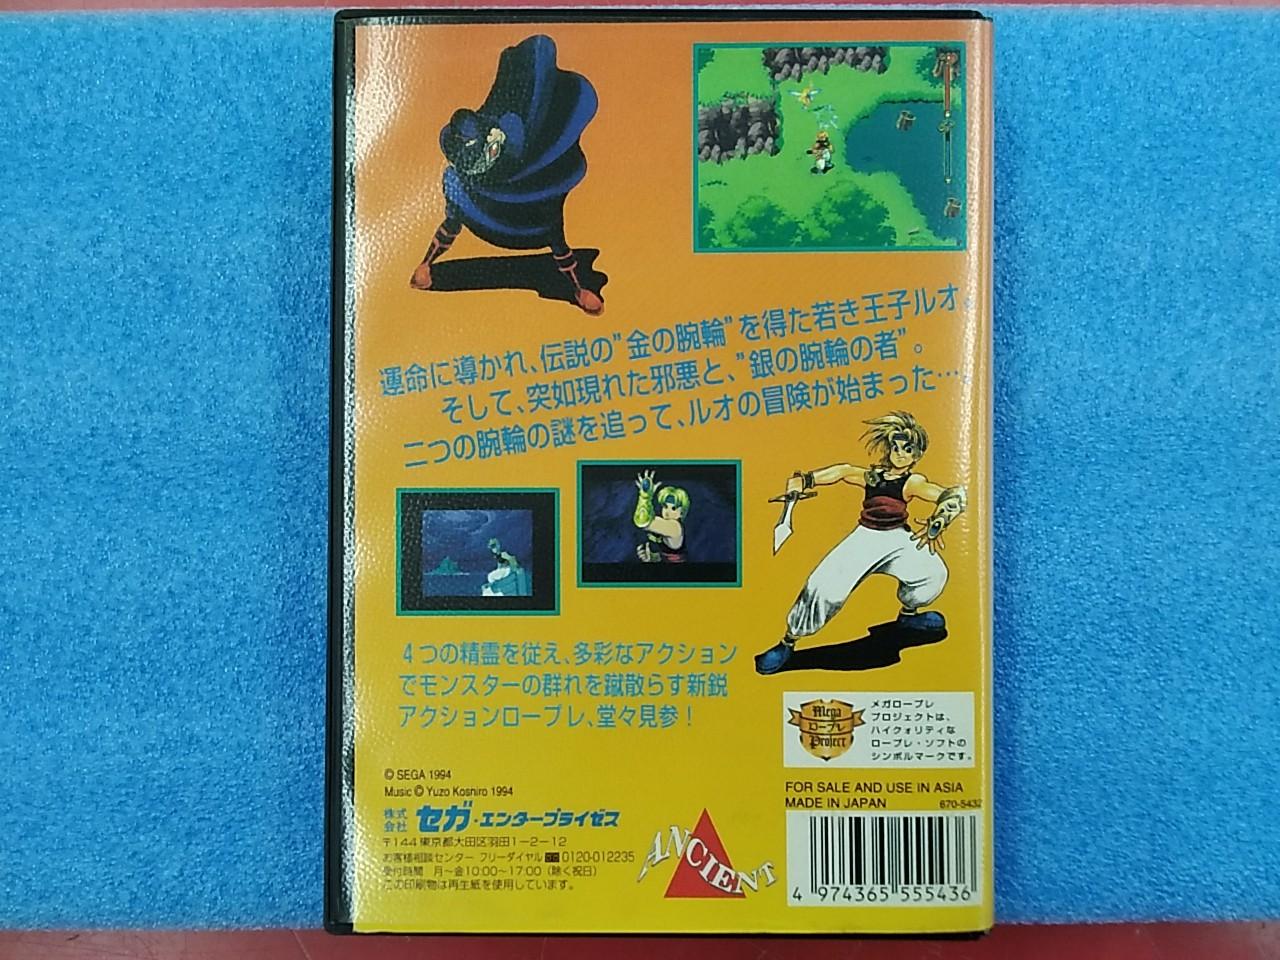 運命に導かれ、伝説の"金の腕輪"を得た若き王子ルオ。
そして、突如現れた邪悪と、"銀の腕輪の者"。
二つの腕輪の謎を追って、ルオの冒険が始まった…。
4つの精霊を従え、多彩なアクション
でモンスターの群れを蹴散らす新鋭
アクションロープレ、堂々見参！
Mega
ロープレ
Project
メガロープレ
プロジェクトは、
ハイクォリティな
ロープレ・ソフトの
シンボルマークです。
© SEGA 1994
Music © Yuzo Koshiro 1994
株式会社 セガ・エンタープライゼス
〒144 東京都大田区羽田1-2-12
お客様相談センター フリーダイヤル 0120-012235
受付時間 月〜金10:00〜17:00（除く祝日）
この印刷物は再生紙を使用しています。
ANCIENT
FOR SALE AND USE IN ASIA
MADE IN JAPAN 670-5432
4 974365 555436